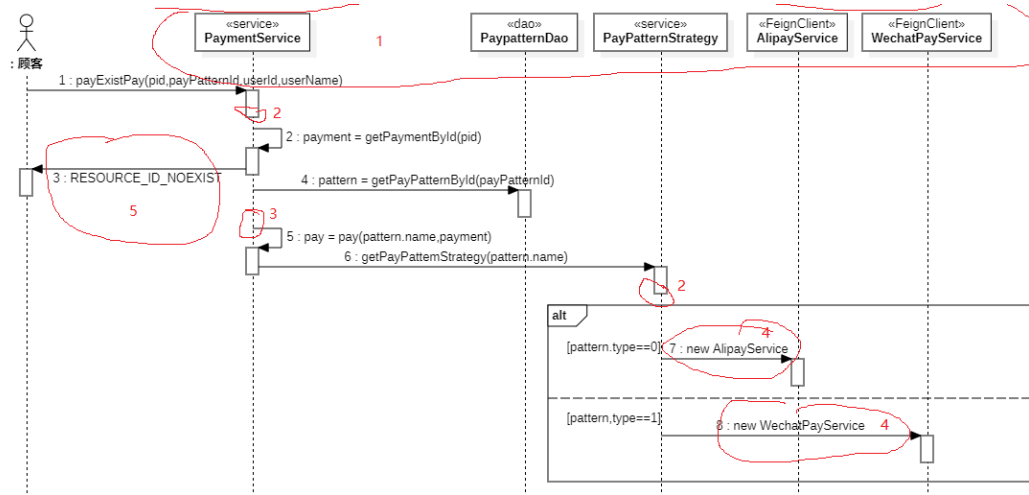 «service»
PaymentService
«dao»
PaypatternDao
«service»
PayPatternStrategy
«FeignClient»
AlipayService
«FeignClient»
WechatPayService
1
: 顾客
1 : payExistPay(pid,payPatternId,userId,userName)
2
2 : payment = getPaymentById(pid)
3 : RESOURCE_ID_NOEXIST
4 : pattern = getPayPaternById(payPatternId)
5
3
5 : pay = pay(pattern.name,payment)
6 : getPayPattemStrategy(pattern.name)
2
alt
4
[pattern.type==0]
7 : new AlipayService
[pattern,type==1]
8 : new WechatPayService
4